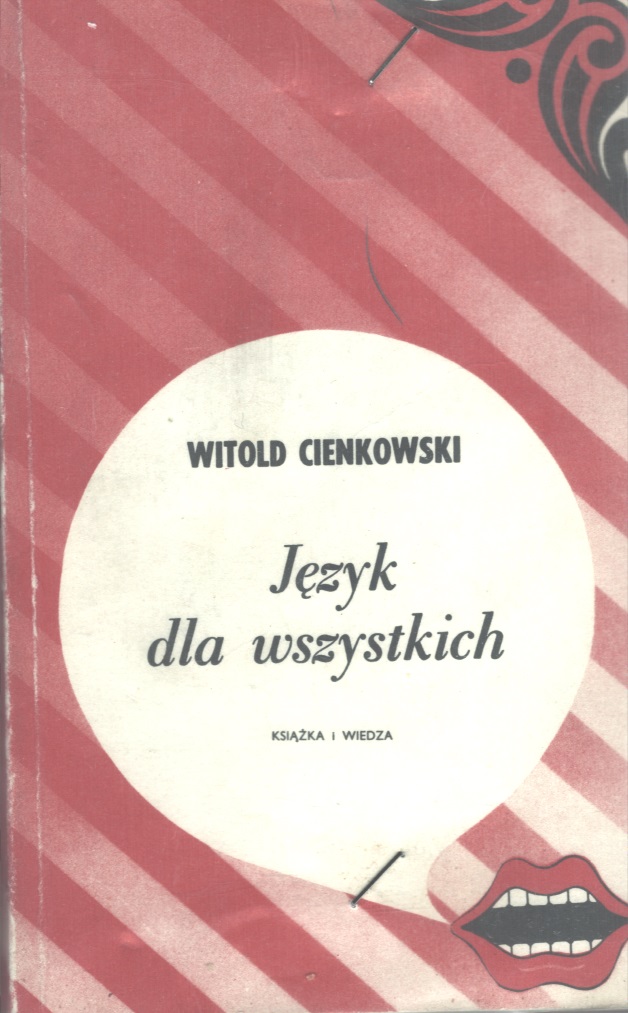 WITOLD CIENKOWSKI
Język
dla wszystkich
KSIĄŻKA i WIEDZA